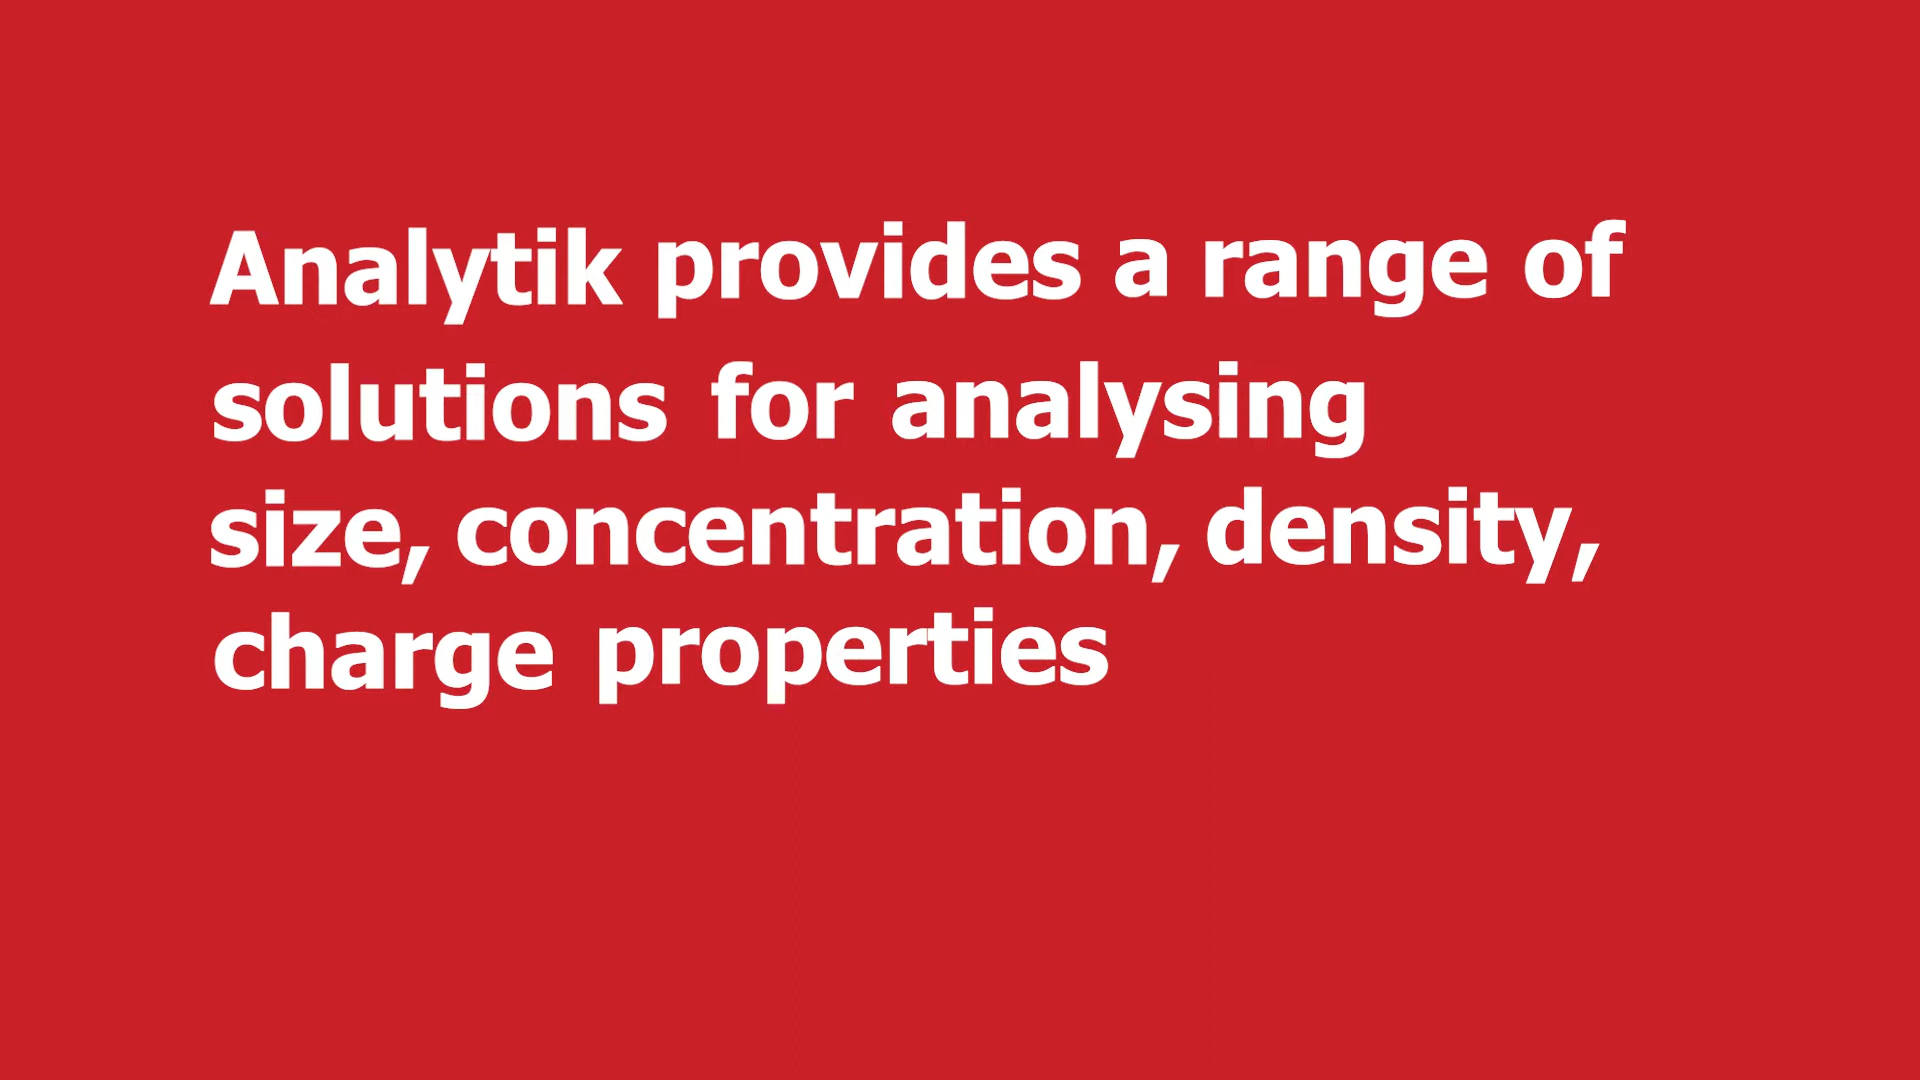 Analytik provides a range of
solutions for analysing
size, concentration, density,
charge properties